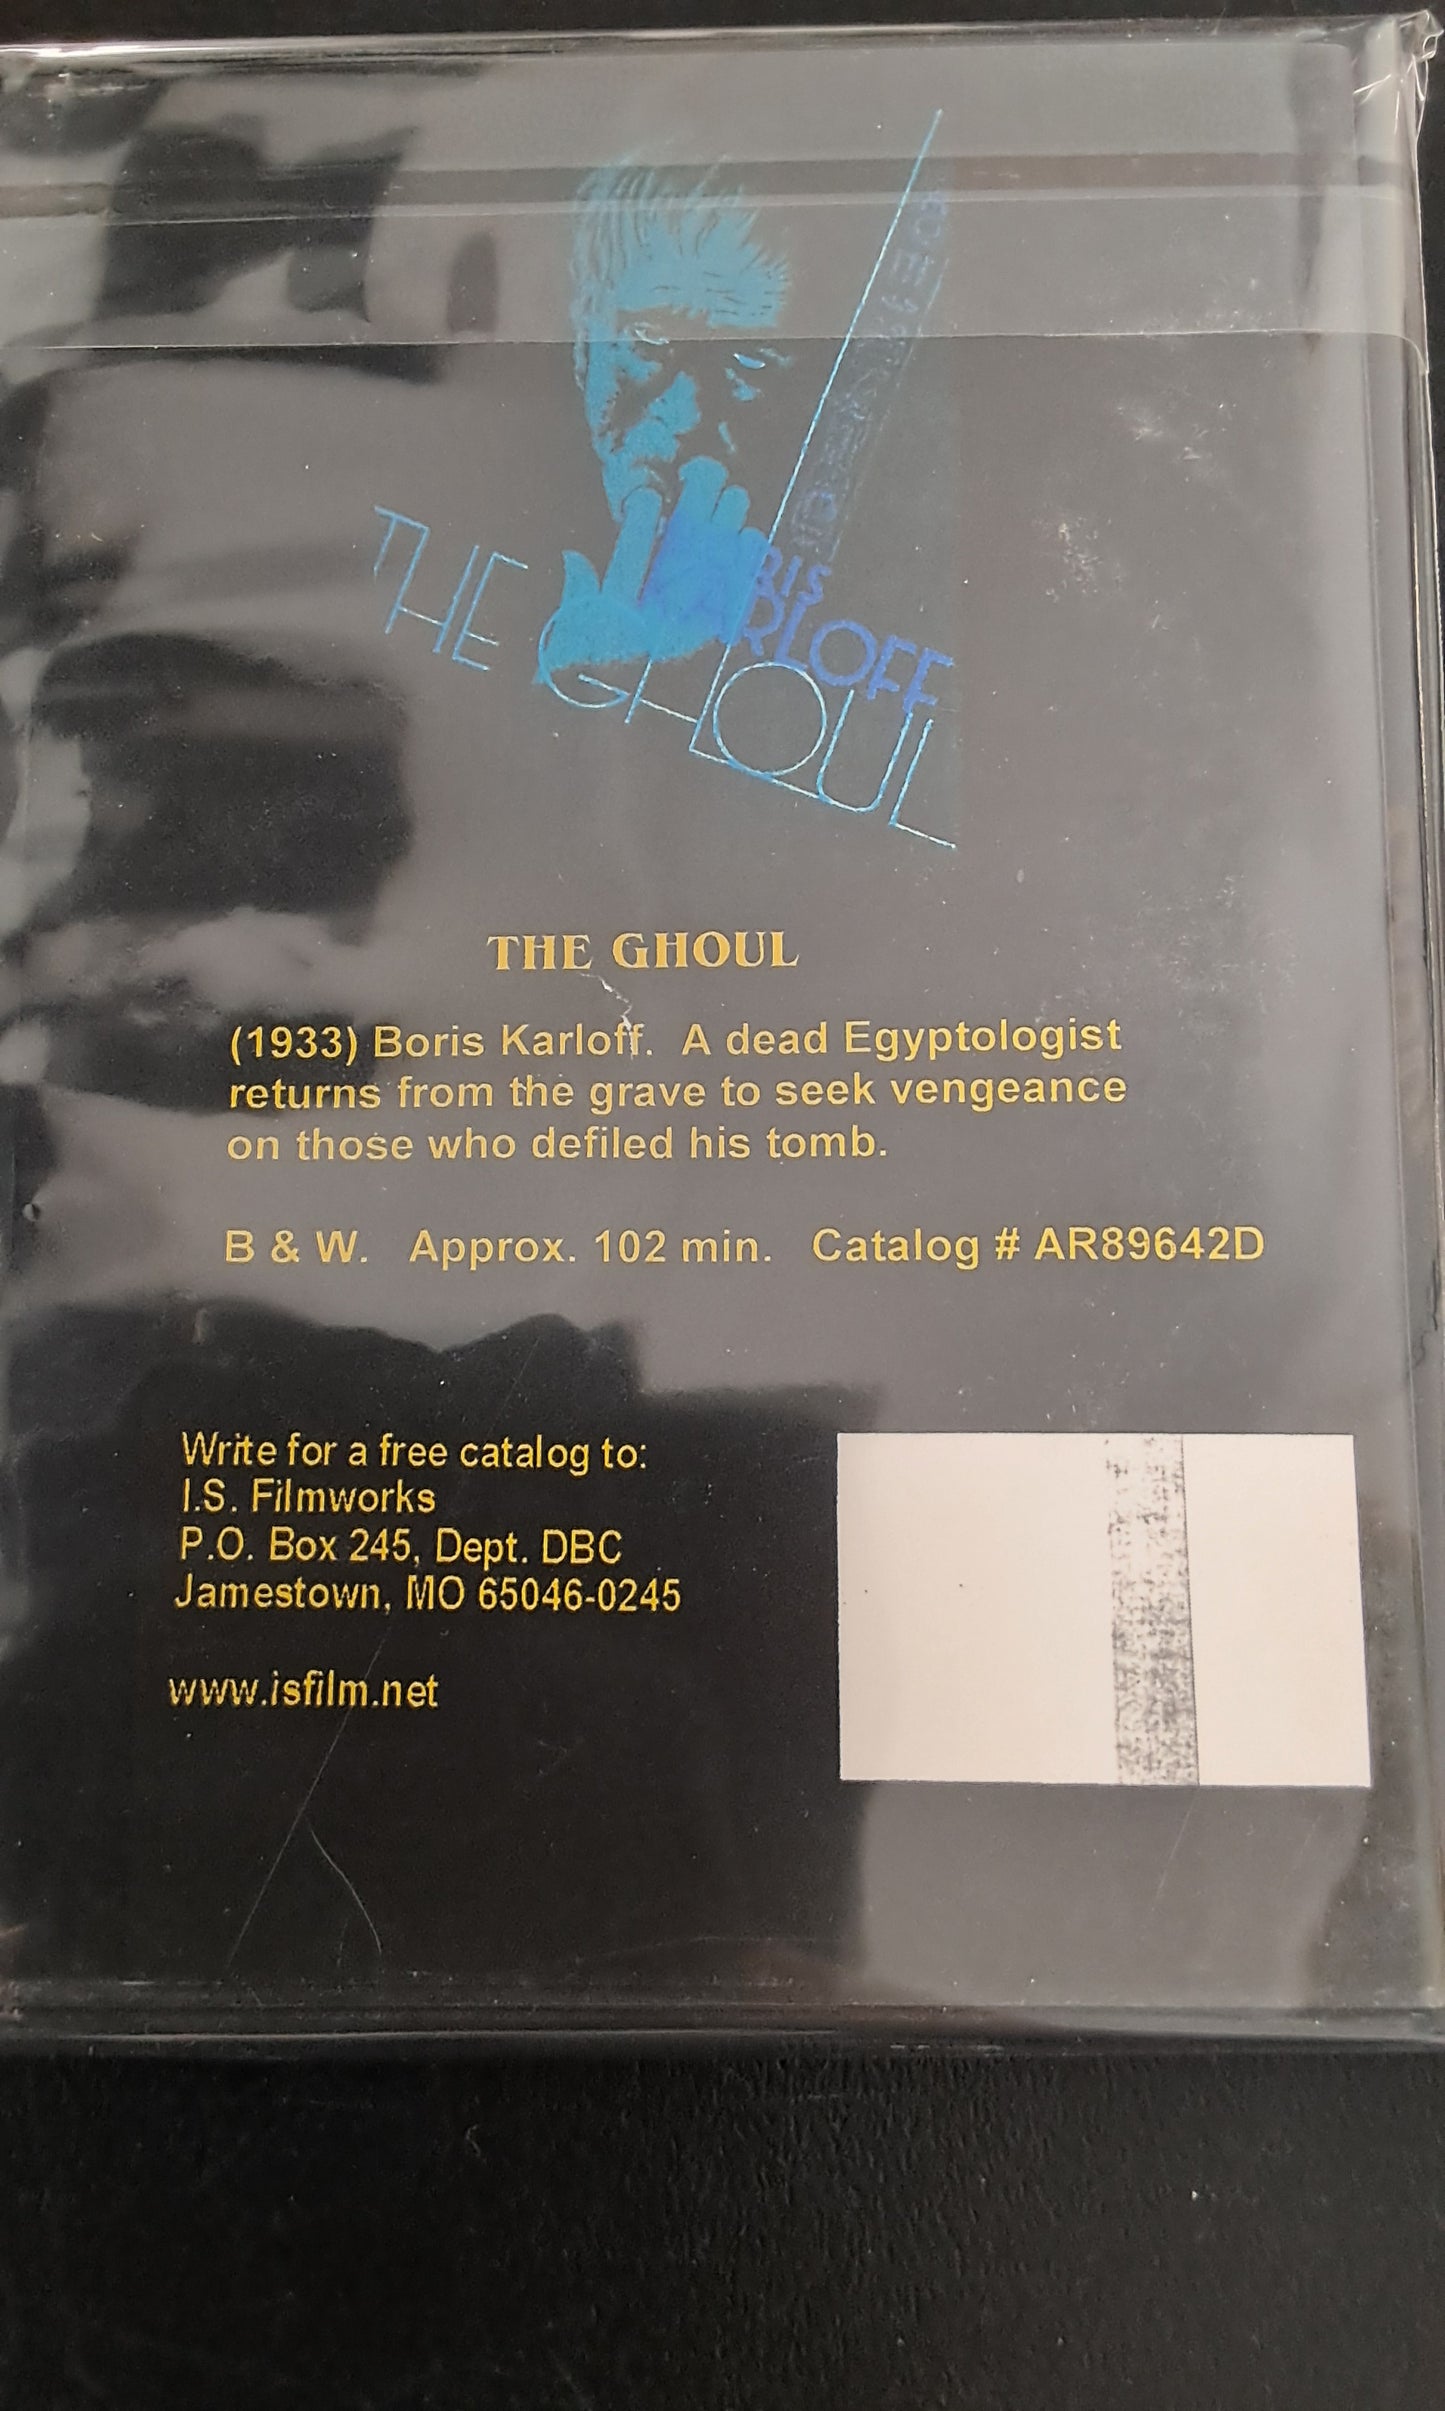 THE GHOUL
BORIS
KARLOFF
THE GHOUL
(1933) Boris Karloff. A dead Egyptologist
returns from the grave to seek vengeance
on those who defiled his tomb.
B & W. Approx. 102 min. Catalog # AR89642D
Write for a free catalog to:
I.S. Filmworks
P.O. Box 245, Dept. DBC
Jamestown, MO 65046-0245
www.isfilm.net